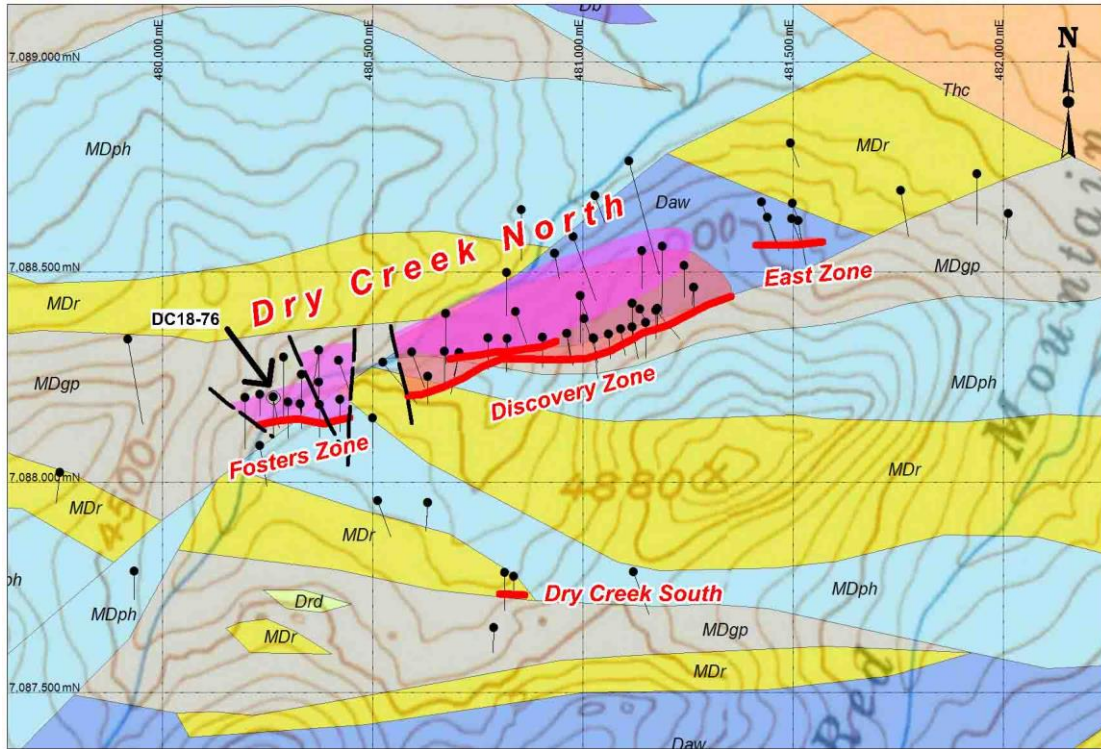 480,000 mE
480,500 mE
481,000 mE
481,500 mE
482,000 mE
7,089,000 mN
7,088,500 mN
7,088,000 mN
7,087,500 mN
N
Db
Thc
MDph
MDr
Daw
5000
Dry Creek North
East Zone
MDgp
MDr
DC18-76
MDgp
MDph
Discovery Zone
Fosters Zone
4500
4880
MDr
MDr
MDr
ph
MDph
Drd
MDr
Dry Creek South
MDph
MDgp
MDr
Daw
Red Mountain